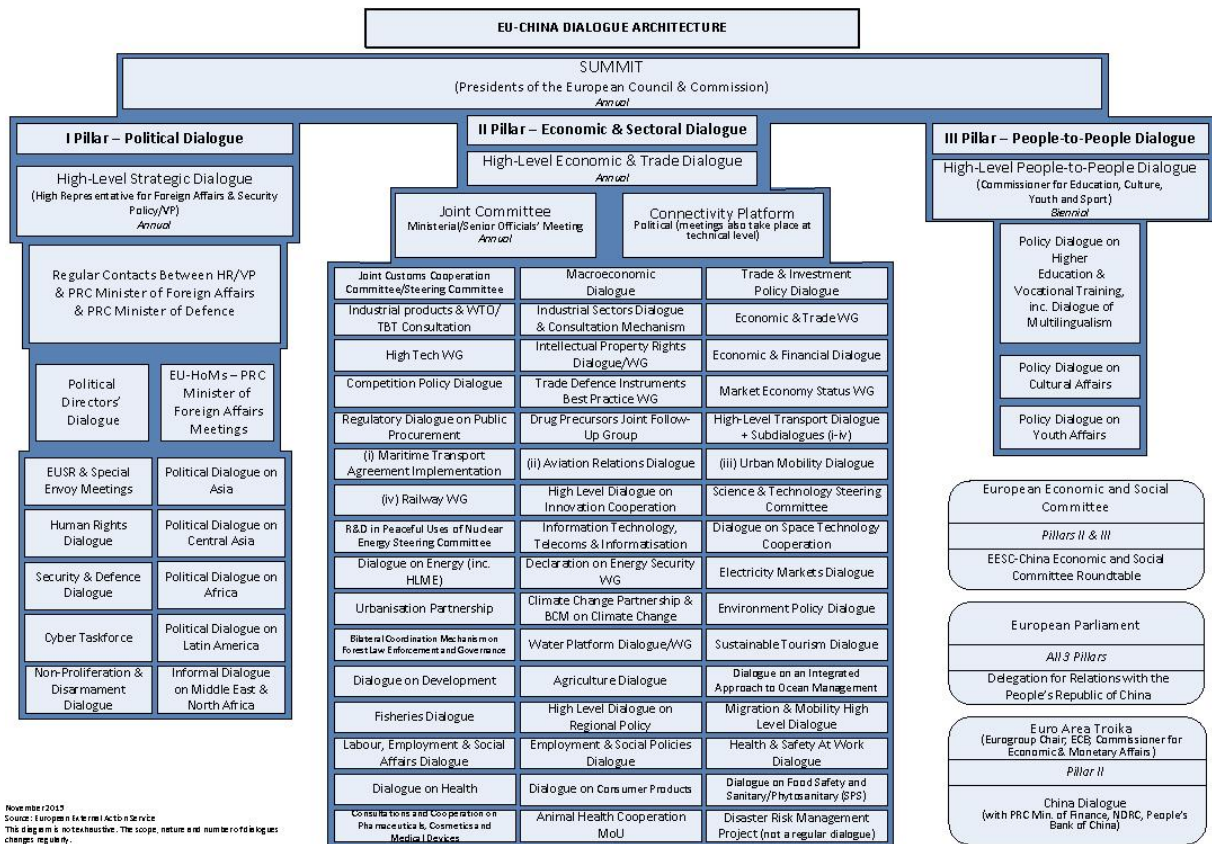 EU-CHINA DIALOGUE ARCHITECTURE
SUMMIT
(Presidents of the European Council & Commission)
Annual
I Pillar – Political Dialogue
High-Level Strategic Dialogue
(High Representative for Foreign Affairs & Security
Policy/VP)
Annual
Regular Contacts Between HR/VP
& PRC Minister of Foreign Affairs
& PRC Minister of Defence
Political
Directors'
Dialogue
EU-HoMs – PRC
Minister of
Foreign Affairs
Meetings
EUSR & Special
Envoy Meetings
Political Dialogue on
Asia
Human Rights
Dialogue
Political Dialogue on
Central Asia
Security & Defence
Dialogue
Political Dialogue on
Africa
Cyber Taskforce
Political Dialogue on
Latin America
Non-Proliferation &
Disarmament
Dialogue
Informal Dialogue
on Middle East &
North Africa
II Pillar – Economic & Sectoral Dialogue
High-Level Economic & Trade Dialogue
Annual
Joint Committee
Ministerial/Senior Officials' Meeting
Annual
Connectivity Platform
Political (meetings also take place at
technical level)
Joint Customs Cooperation
Committee/Steering Committee
Macroeconomic
Dialogue
Trade & Investment
Policy Dialogue
Industrial products & WTO/
TBT Consultation
Industrial Sectors Dialogue
& Consultation Mechanism
Economic & Trade WG
High Tech WG
Intellectual Property Rights
Dialogue/WG
Economic & Financial Dialogue
Competition Policy Dialogue
Trade Defence Instruments
Best Practice WG
Market Economy Status WG
Regulatory Dialogue on Public
Procurement
Drug Precursors Joint Follow-
Up Group
High-Level Transport Dialogue
+ Subdialogues (i-iv)
(i) Maritime Transport
Agreement Implementation
(ii) Aviation Relations Dialogue
(iii) Urban Mobility Dialogue
(iv) Railway WG
High Level Dialogue on
Innovation Cooperation
Science & Technology Steering
Committee
R&D in Peaceful Uses of Nuclear
Energy Steering Committee
Information Technology,
Telecoms & Informatisation
Dialogue on Space Technology
Cooperation
Dialogue on Energy (inc.
HLME)
Declaration on Energy Security
WG
Electricity Markets Dialogue
Urbanisation Partnership
Climate Change Partnership &
BCM on Climate Change
Environment Policy Dialogue
Bilateral Coordination Mechanism on
Forest Law Enforcement and Governance
Water Platform Dialogue/WG
Sustainable Tourism Dialogue
Dialogue on Development
Agriculture Dialogue
Dialogue on an Integrated
Approach to Ocean Management
Fisheries Dialogue
High Level Dialogue on
Regional Policy
Migration & Mobility High
Level Dialogue
Labour, Employment & Social
Affairs Dialogue
Employment & Social Policies
Dialogue
Health & Safety At Work
Dialogue
Dialogue on Health
Dialogue on Consumer Products
Dialogue on Food Safety and
Sanitary/Phytosanitary (SPS)
Consultations and Cooperation on
Pharmaceuticals, Cosmetics and
Medical Devices
Animal Health Cooperation
MoU
Disaster Risk Management
Project (not a regular dialogue)
III Pillar – People-to-People Dialogue
High-Level People-to-People Dialogue
(Commissioner for Education, Culture,
Youth and Sport)
Biennial
Policy Dialogue on
Higher
Education &
Vocational Training,
inc. Dialogue of
Multilingualism
Policy Dialogue on
Cultural Affairs
Policy Dialogue on
Youth Affairs
European Economic and Social
Committee
Pillars II & III
EESC-China Economic and Social
Committee Roundtable
European Parliament
All 3 Pillars
Delegation for Relations with the
People's Republic of China
Euro Area Troika
(Eurogroup Chair, ECB, Commissioner for
Economic & Monetary Affairs)
Pillar II
China Dialogue
(with PRC Min. of Finance, NDRC, People's
Bank of China)
November 2015
Source: European External Action Service
This diagram is not exhaustive. The scope, nature and number of dialogues
changes regularly.